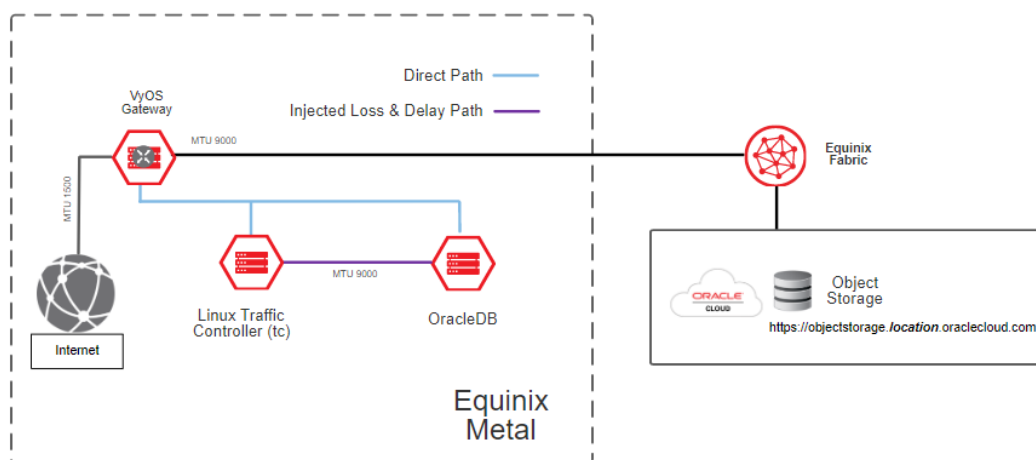 Direct Path
VyOS
Gateway
Injected Loss & Delay Path
MTU 9000
Equinix
Fabric
MTU 1500
MTU 9000
Linux Traffic
Controller (tc)
OracleDB
Internet
Equinix
Metal
ORACLE
CLOUD
Object
Storage
https://objectstorage.location.oraclecloud.com